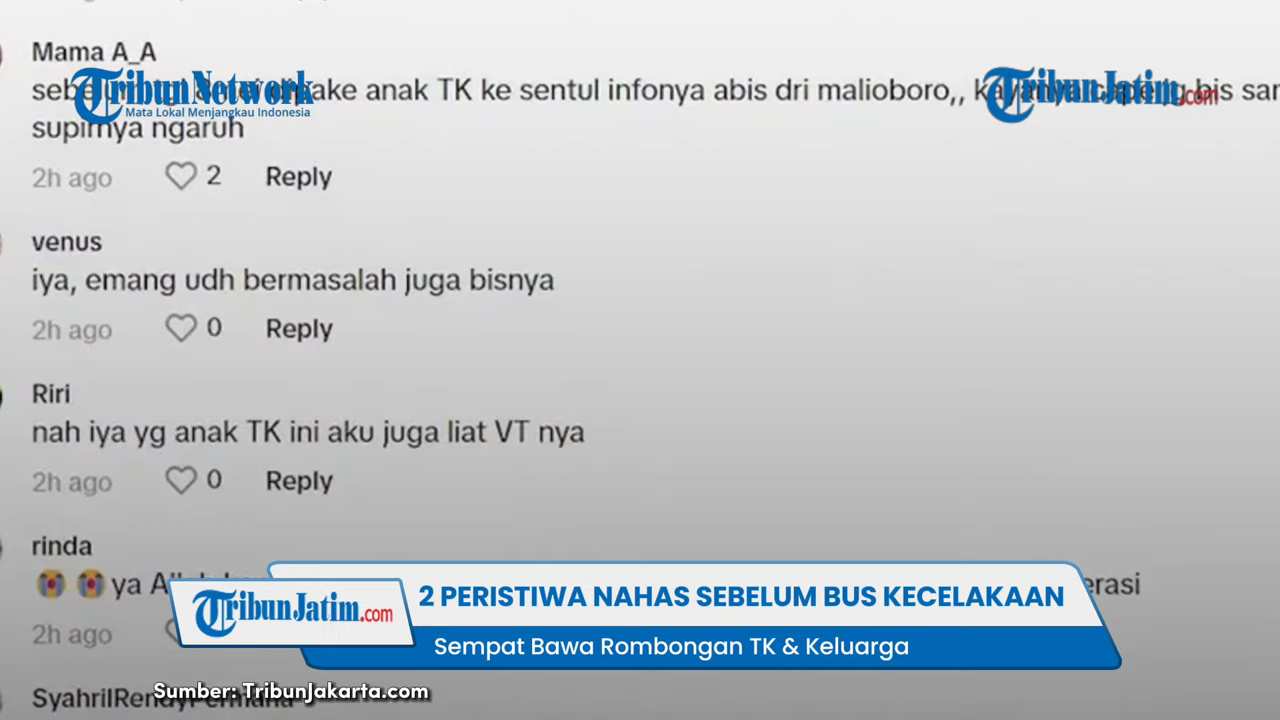 Mama A_A
Tribun Network
Mata Lokal Menjangkau Indonesia
TribunJatim.com
ake anak TK ke sentul infonya abis dri malioboro,,
supirnya ngaruh
2h ago 2 Reply
venus
iya, emang udh bermasalah juga bisnya
2h ago 0 Reply
Riri
nah iya yg anak TK ini aku juga liat VT nya
2h ago 0 Reply
rinda
😭😭 ya
2h ago
TribunJatim.com
2 PERISTIWA NAHAS SEBELUM BUS KECELAKAAN
Sempat Bawa Rombongan TK & Keluarga
Sumber: TribunJakarta.com